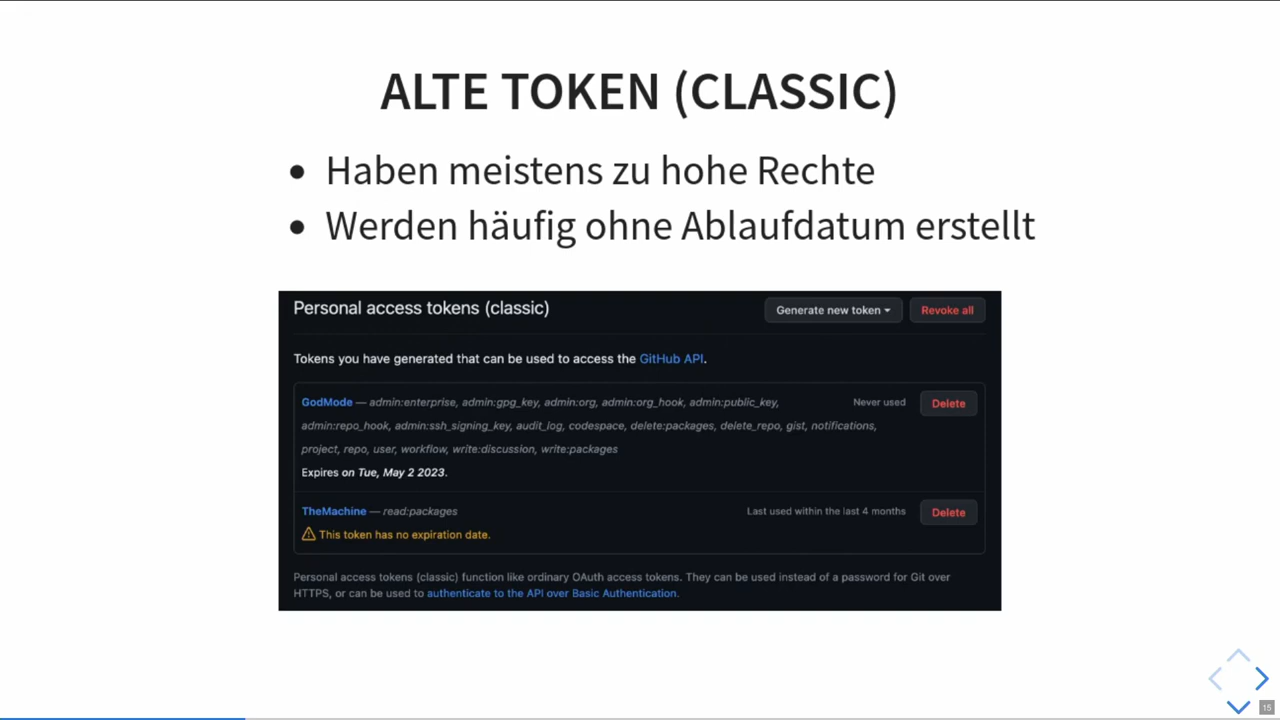 ALTE TOKEN (CLASSIC)
• Haben meistens zu hohe Rechte
• Werden häufig ohne Ablaufdatum erstellt
Personal access tokens (classic)
Generate new token
Revoke all
Tokens you have generated that can be used to access the GitHub API.
GodMode — admin:enterprise, admin:gpg_key, admin:org, admin:org_hook, admin:public_key,
Never used
Delete
admin:repo_hook, admin:ssh_signing_key, audit_log, codespace, delete:packages, delete_repo, gist, notifications,
project, repo, user, workflow, write:discussion, write:packages
Expires on Tue, May 2 2023.
TheMachine — read:packages
Last used within the last 4 months
Delete
This token has no expiration date.
Personal access tokens (classic) function like ordinary OAuth access tokens. They can be used instead of a password for Git over
HTTPS, or can be used to authenticate to the API over Basic Authentication.
15